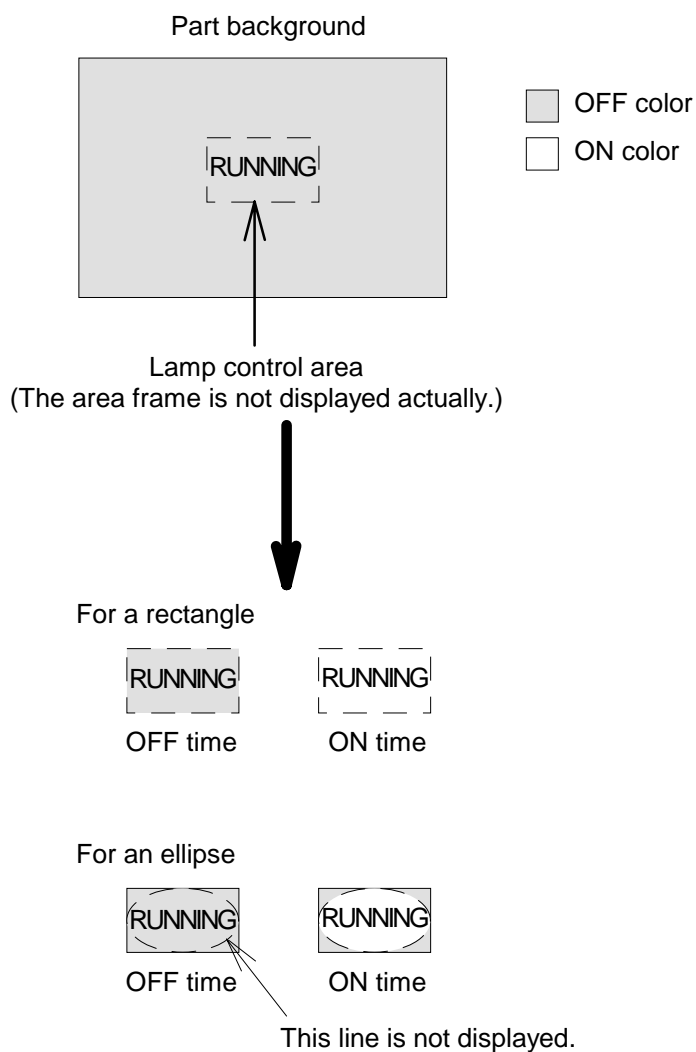 Part background
OFF color
ON color
RUNNING
Lamp control area
(The area frame is not displayed actually.)
For a rectangle
RUNNING RUNNING
OFF time ON time
For an ellipse
RUNNING RUNNING
OFF time ON time
This line is not displayed.